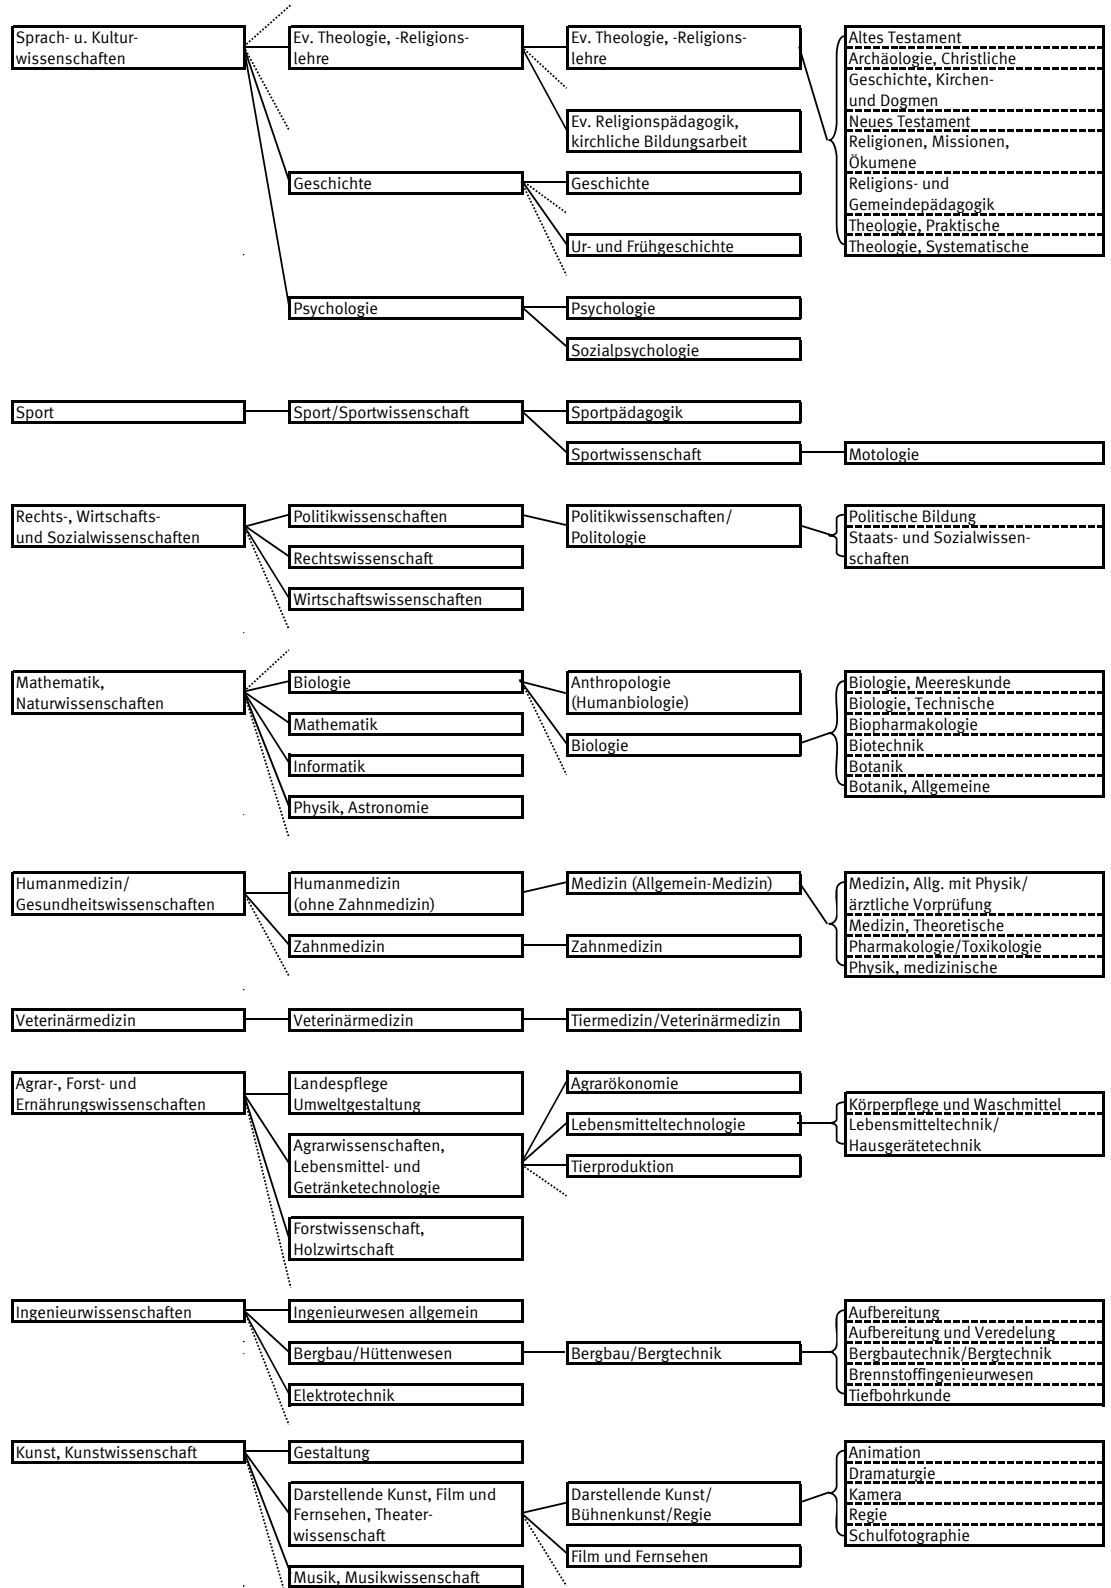 Sprach- u. Kultur-
wissenschaften
Ev. Theologie, -Religions-
lehre
Ev. Theologie, -Religions-
lehre
Ev. Religionspädagogik,
kirchliche Bildungsarbeit
Altes Testament
Archäologie, Christliche
Geschichte, Kirchen-
und Dogmen
Neues Testament
Religionen, Missionen,
Ökumene
Religions- und
Gemeindepädagogik
Theologie, Praktische
Theologie, Systematische
Geschichte
Geschichte
Ur- und Frühgeschichte
Psychologie
Psychologie
Sozialpsychologie
Sport
Sport/Sportwissenschaft
Sportpädagogik
Sportwissenschaft
Motologie
Rechts-, Wirtschafts-
und Sozialwissenschaften
Politikwissenschaften
Rechtswissenschaft
Wirtschaftswissenschaften
Politikwissenschaften/
Politologie
Politische Bildung
Staats- und Sozialwissen-
schaften
Mathematik,
Naturwissenschaften
Biologie
Mathematik
Informatik
Physik, Astronomie
Anthropologie
(Humanbiologie)
Biologie
Biologie, Meereskunde
Biologie, Technische
Biopharmakologie
Biotechnik
Botanik
Botanik, Allgemeine
Humanmedizin/
Gesundheitswissenschaften
Humanmedizin
(ohne Zahnmedizin)
Zahnmedizin
Medizin (Allgemein-Medizin)
Zahnmedizin
Medizin, Allg. mit Physik/
ärztliche Vorprüfung
Medizin, Theoretische
Pharmakologie/Toxikologie
Physik, medizinische
Veterinärmedizin
Veterinärmedizin
Tiermedizin/Veterinärmedizin
Agrar-, Forst- und
Ernährungswissenschaften
Landespflege
Umweltgestaltung
Agrarwissenschaften,
Lebensmittel- und
Getränketechnologie
Forstwissenschaft,
Holzwirtschaft
Agrarökonomie
Lebensmitteltechnologie
Tierproduktion
Körperpflege und Waschmittel
Lebensmitteltechnik/
Hausgerätetechnik
Ingenieurwissenschaften
Ingenieurwesen allgemein
Bergbau/Hüttenwesen
Elektrotechnik
Bergbau/Bergtechnik
Aufbereitung
Aufbereitung und Veredelung
Bergbautechnik/Bergtechnik
Brennstoffingenieurwesen
Tiefbohrkunde
Kunst, Kunstwissenschaft
Gestaltung
Darstellende Kunst, Film und
Fernsehen, Theater-
wissenschaft
Musik, Musikwissenschaft
Darstellende Kunst/
Bühnenkunst/Regie
Film und Fernsehen
Animation
Dramaturgie
Kamera
Regie
Schulfotographie